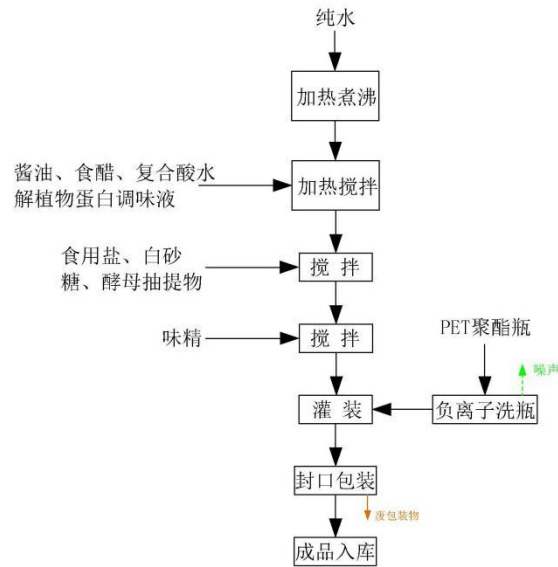 纯水
加热煮沸
酱油、食醋、复合酸水
解植物蛋白调味液
加热搅拌
食用盐、白砂
糖、酵母抽提物
搅 拌
味精
搅 拌
PET聚酯瓶
噪声
灌 装
负离子洗瓶
封口包装
废包装物
成品入库